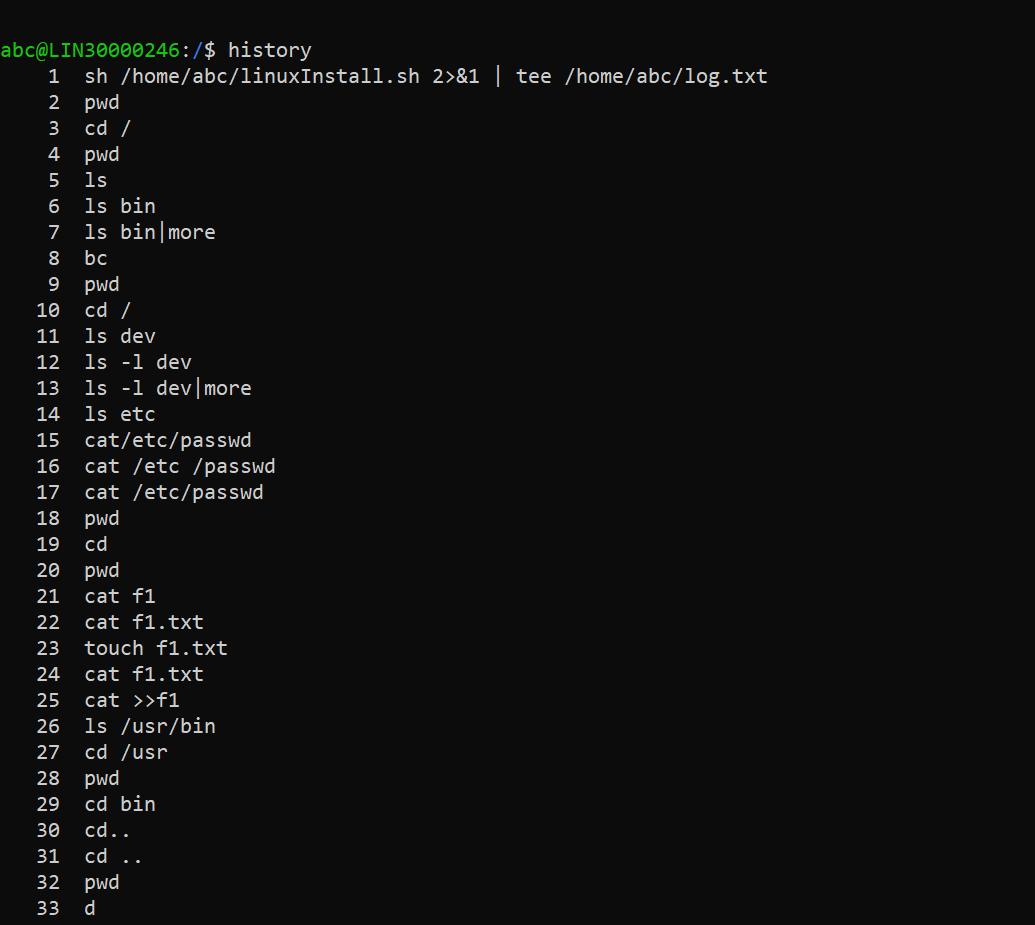 abc@LIN30000246:/$ history
1 sh /home/abc/linuxInstall.sh 2>&1 | tee /home/abc/log.txt
2 pwd
3 cd /
4 pwd
5 ls
6 ls bin
7 ls bin|more
8 bc
9 pwd
10 cd /
11 ls dev
12 ls -l dev
13 ls -l dev|more
14 ls etc
15 cat/etc/passwd
16 cat /etc /passwd
17 cat /etc/passwd
18 pwd
19 cd
20 pwd
21 cat f1
22 cat f1.txt
23 touch f1.txt
24 cat f1.txt
25 cat >>f1
26 ls /usr/bin
27 cd /usr
28 pwd
29 cd bin
30 cd..
31 cd ..
32 pwd
33 d